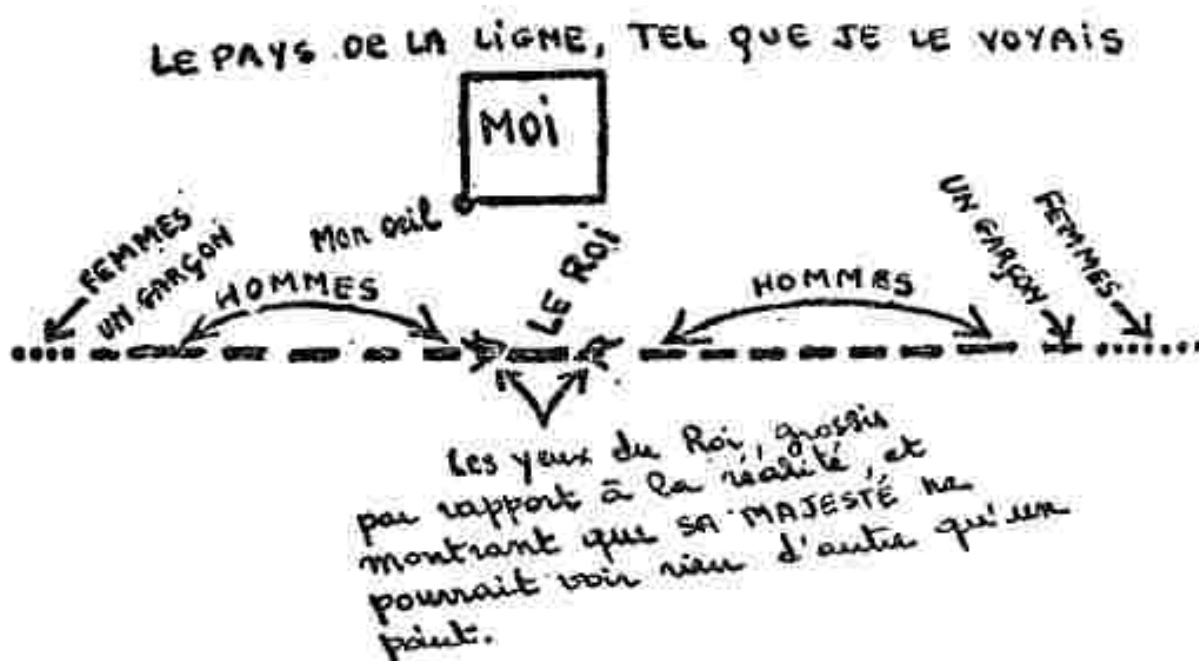 LE PAYS DE LA LIGNE, TEL QUE JE LE VOYAIS
MOI
Mon œil
FEMMES
UN GARÇON
HOMMES
LE ROI
HOMMES
UN GARÇON
FEMMES
Les yeux du Roi, grossis
par rapport à la réalité, et
montrant que SA MAJESTÉ ne
pourrait voir rien d'autre qu'un
point.